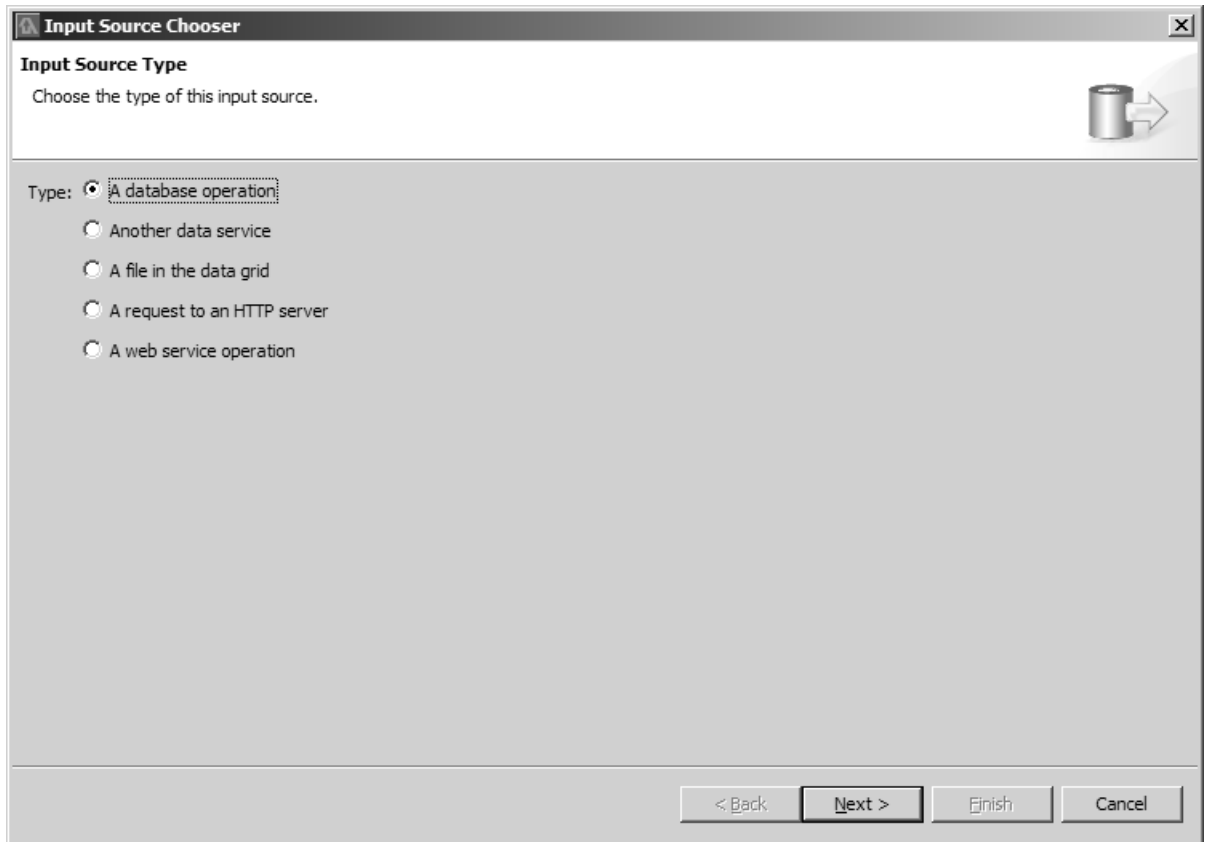 Input Source Chooser
Input Source Type
Choose the type of this input source.
Type: A database operation
Another data service
A file in the data grid
A request to an HTTP server
A web service operation
< Back Next > Finish Cancel